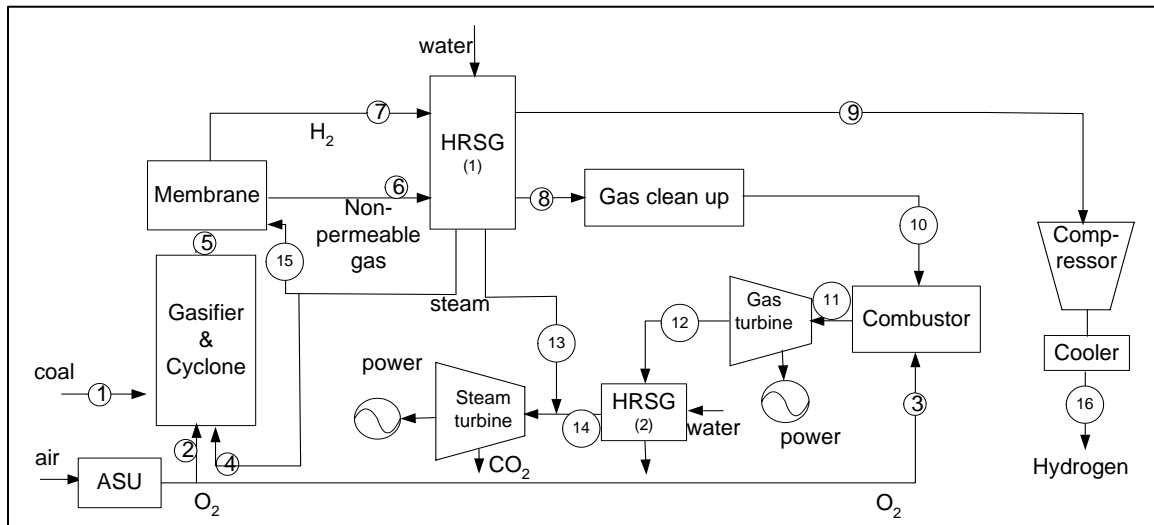 water
7
9
H2
HRSG
(1)
Membrane
6
8
Gas clean up
Non-
permeable
gas
10
5
15
Comp-
ressor
steam
Gasifier
&
Cyclone
Gas
turbine
11
Combustor
12
13
Cooler
coal
1
power
Steam
turbine
HRSG
(2)
14
water
3
16
power
2
4
air
ASU
CO2
O2
O2
Hydrogen